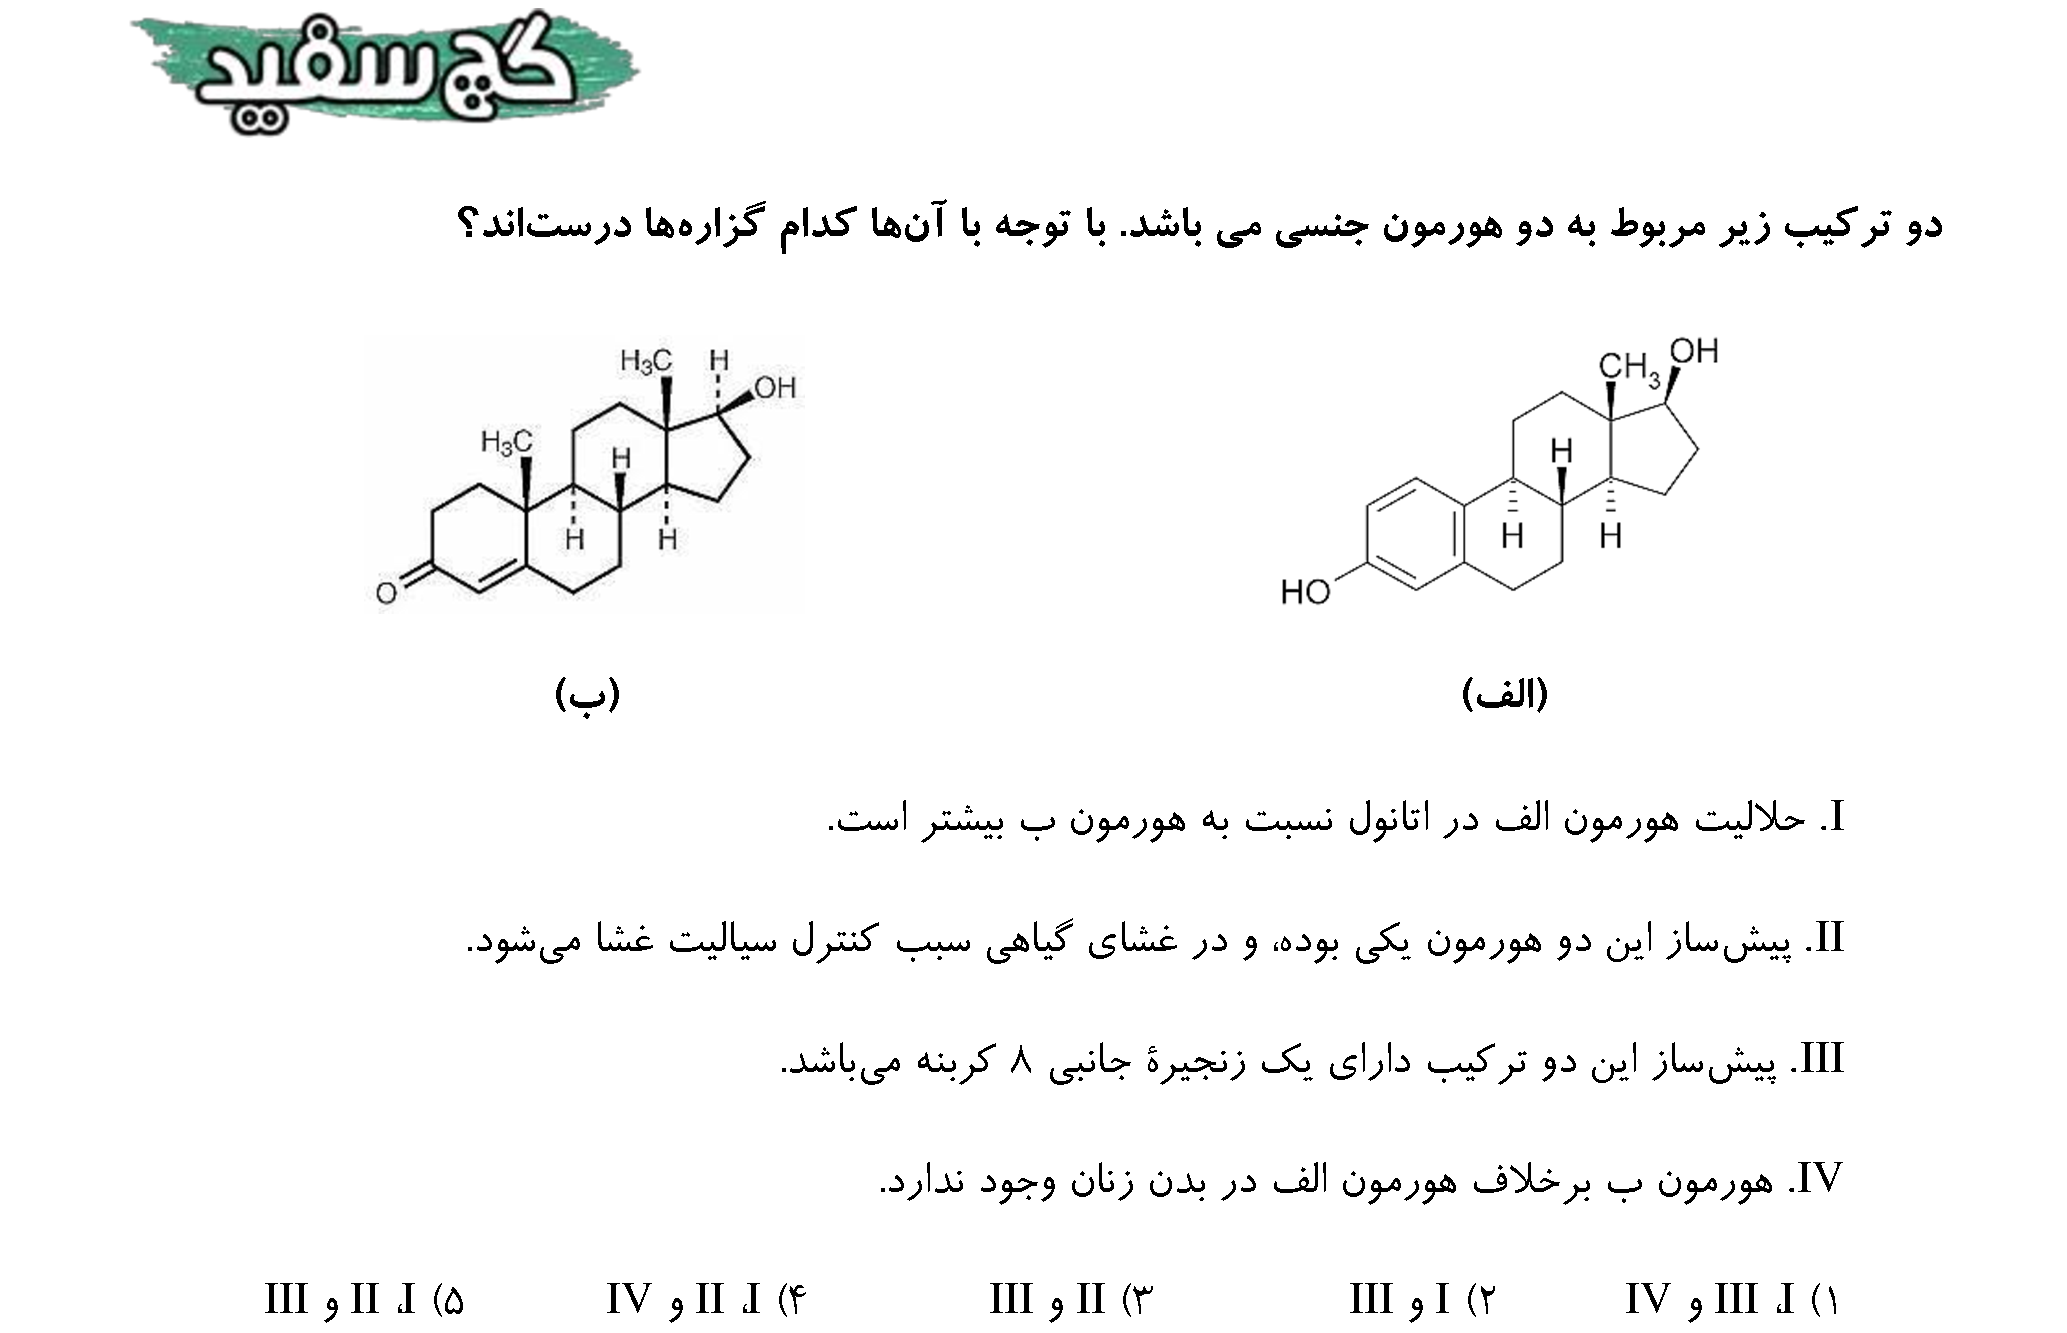 گچ سفید
دو ترکیب زیر مربوط به دو هورمون جنسی می باشد. با توجه با آن‌ها کدام گزاره‌ها درست‌اند؟
H₃C H OH
H₃C H
H H
O
CH₃ OH
H
H H
HO
(الف) (ب)
I. حلالیت هورمون الف در اتانول نسبت به هورمون ب بیشتر است.
II. پیش‌ساز این دو هورمون یکی بوده، و در غشای گیاهی سبب کنترل سیالیت غشا می‌شود.
III. پیش‌ساز این دو ترکیب دارای یک زنجیرهٔ جانبی ۸ کربنه می‌باشد.
IV. هورمون ب برخلاف هورمون الف در بدن زنان وجود ندارد.
۱) I، III و IV ۲) I و III ۳) II و III ۴) I، II و IV ۵) I، II و III